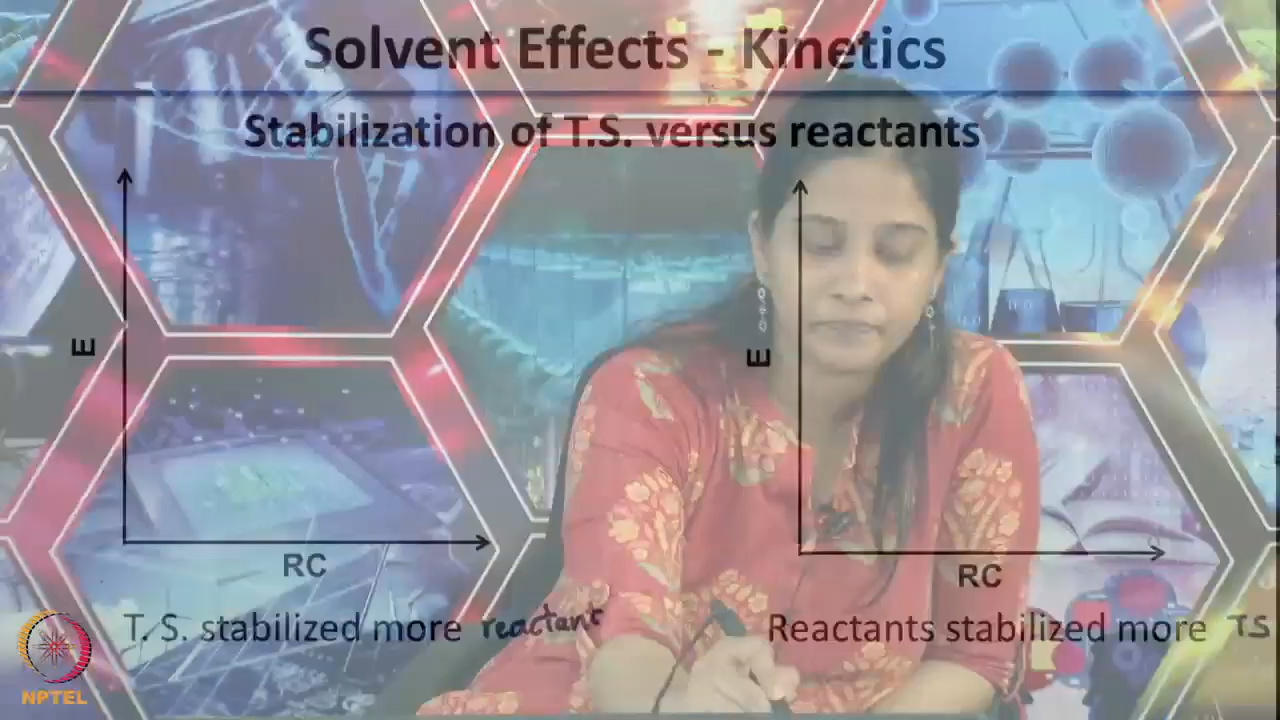 Solvent Effects - Kinetics
Stabilization of T.S. versus reactants
E
RC
T. S. stabilized more reactant
E
RC
Reactants stabilized more TS
NPTEL